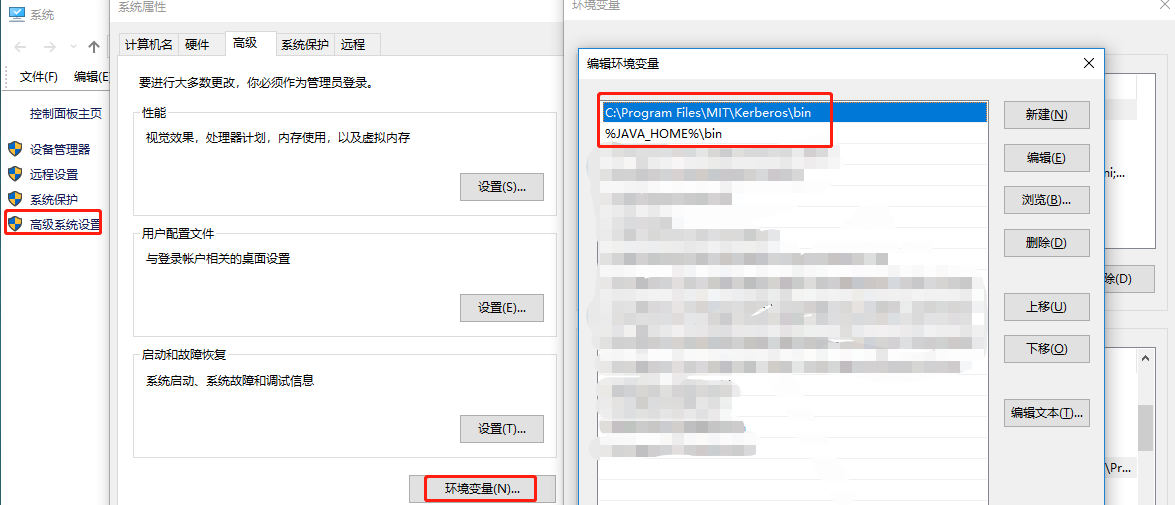 系统
文件(F)
编辑(E
控制面板主页
设备管理器
远程设置
系统保护
高级系统设置
系统属性
计算机名
硬件
高级
系统保护
远程
要进行大多数更改，你必须作为管理员登录。
性能
视觉效果，处理器计划，内存使用，以及虚拟内存
设置(S)...
用户配置文件
与登录帐户相关的桌面设置
设置(E)...
启动和故障恢复
系统启动、系统故障和调试信息
设置(T)...
环境变量(N)...
环境变量
编辑环境变量
C:\Program Files\MIT\Kerberos\bin
%JAVA_HOME%\bin
新建(N)
编辑(E)
浏览(B)...
删除(D)
上移(U)
下移(O)
编辑文本(T)...
ni;...
除(D)
\Pr...